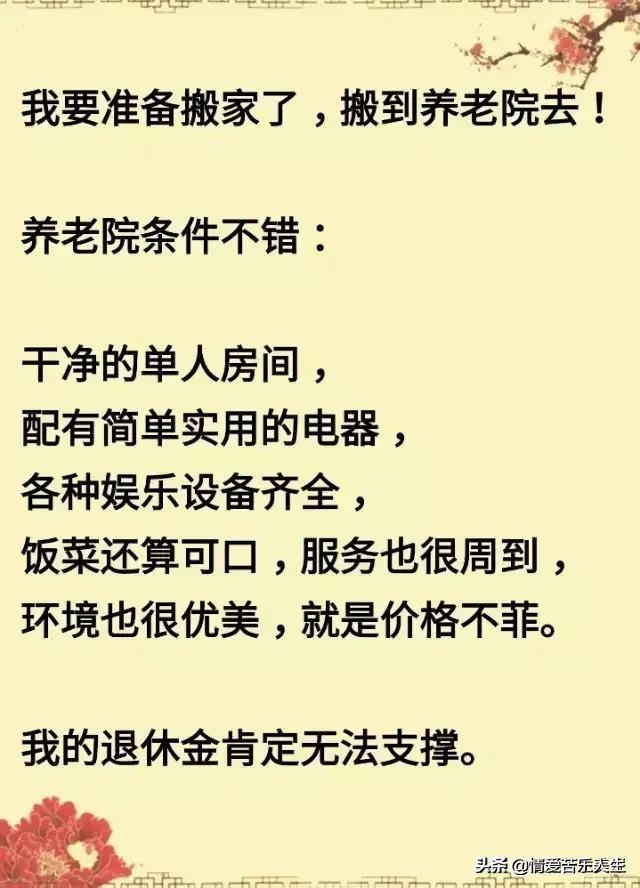 我要准备搬家了，搬到养老院去！
养老院条件不错：
干净的单人房间，
配有简单实用的电器，
各种娱乐设备齐全，
饭菜还算可口，服务也很周到，
环境也很优美，就是价格不菲。
我的退休金肯定无法支撑。
头条 @情爱苦乐人生